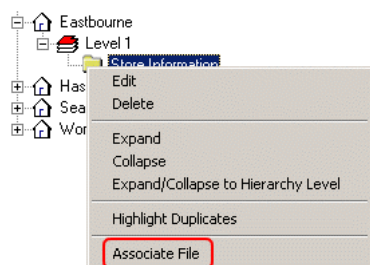 Eastbourne
Level 1
Store Information
Has
Sea
Wor
Edit
Delete
Expand
Collapse
Expand/Collapse to Hierarchy Level
Highlight Duplicates
Associate File